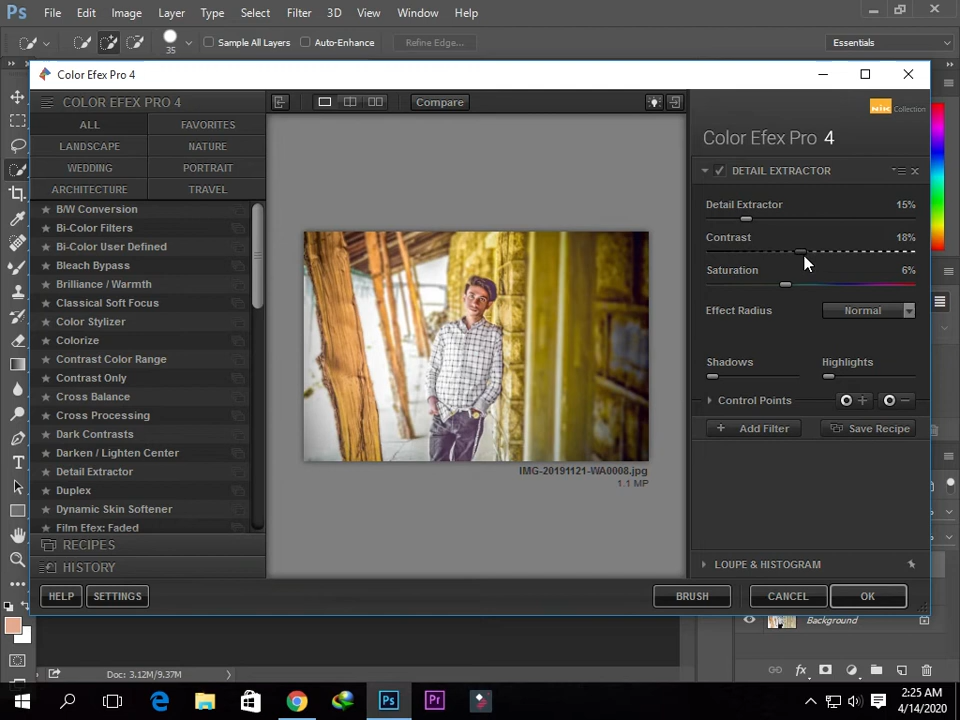 Ps File Edit Image Layer Type Select Filter 3D View Window Help
35 Sample All Layers Auto-Enhance Refine Edge... Essentials
Color Efex Pro 4
COLOR EFEX PRO 4
Compare
Nik Collection
ALL FAVORITES
LANDSCAPE NATURE
WEDDING PORTRAIT
ARCHITECTURE TRAVEL
B/W Conversion
Bi-Color Filters
Bi-Color User Defined
Bleach Bypass
Brilliance / Warmth
Classical Soft Focus
Color Stylizer
Colorize
Contrast Color Range
Contrast Only
Cross Balance
Cross Processing
Dark Contrasts
Darken / Lighten Center
Detail Extractor
Duplex
Dynamic Skin Softener
Film Efex: Faded
RECIPES
HISTORY
HELP SETTINGS
IMG-20191121-WA0008.jpg
1.1 MP
Color Efex Pro 4
DETAIL EXTRACTOR
Detail Extractor 15%
Contrast 18%
Saturation 6%
Effect Radius Normal
Shadows Highlights
Control Points
Add Filter Save Recipe
LOUPE & HISTOGRAM
BRUSH CANCEL OK
Background
fx
Doc: 3.12M/9.37M
Ps Pr
2:25 AM
4/14/2020